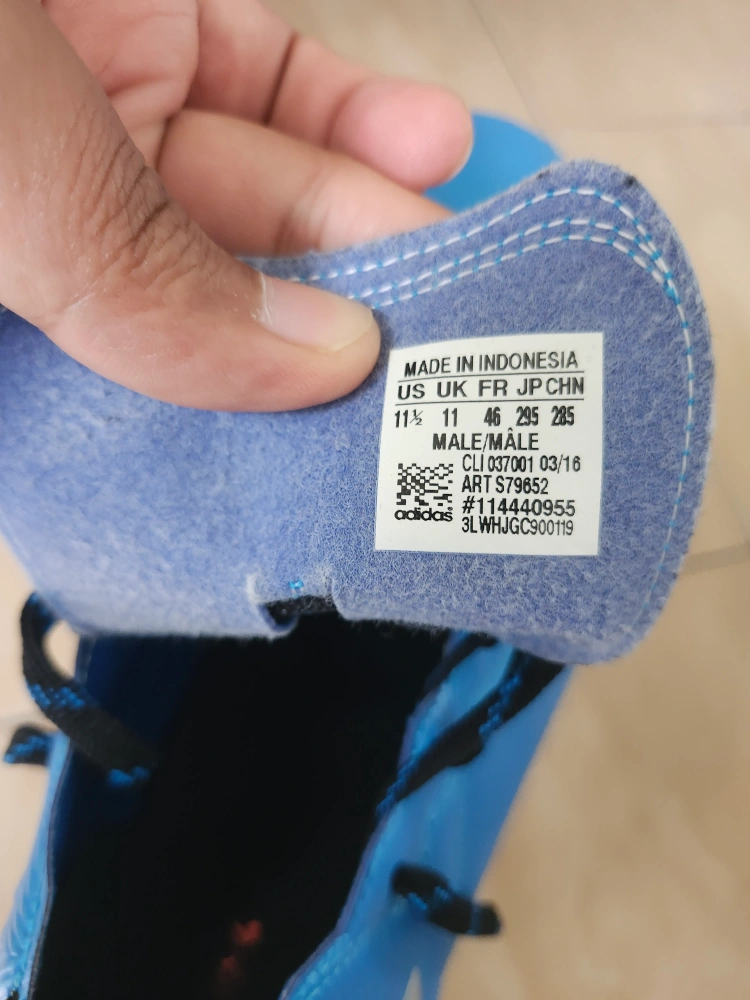 MADE IN INDONESIA
US UK FR JP CHN
11½ 11 46 295 285
MALE/MÂLE
CLI 037001 03/16
ART S79652
#114440955
adidas 3LWHJGC900119